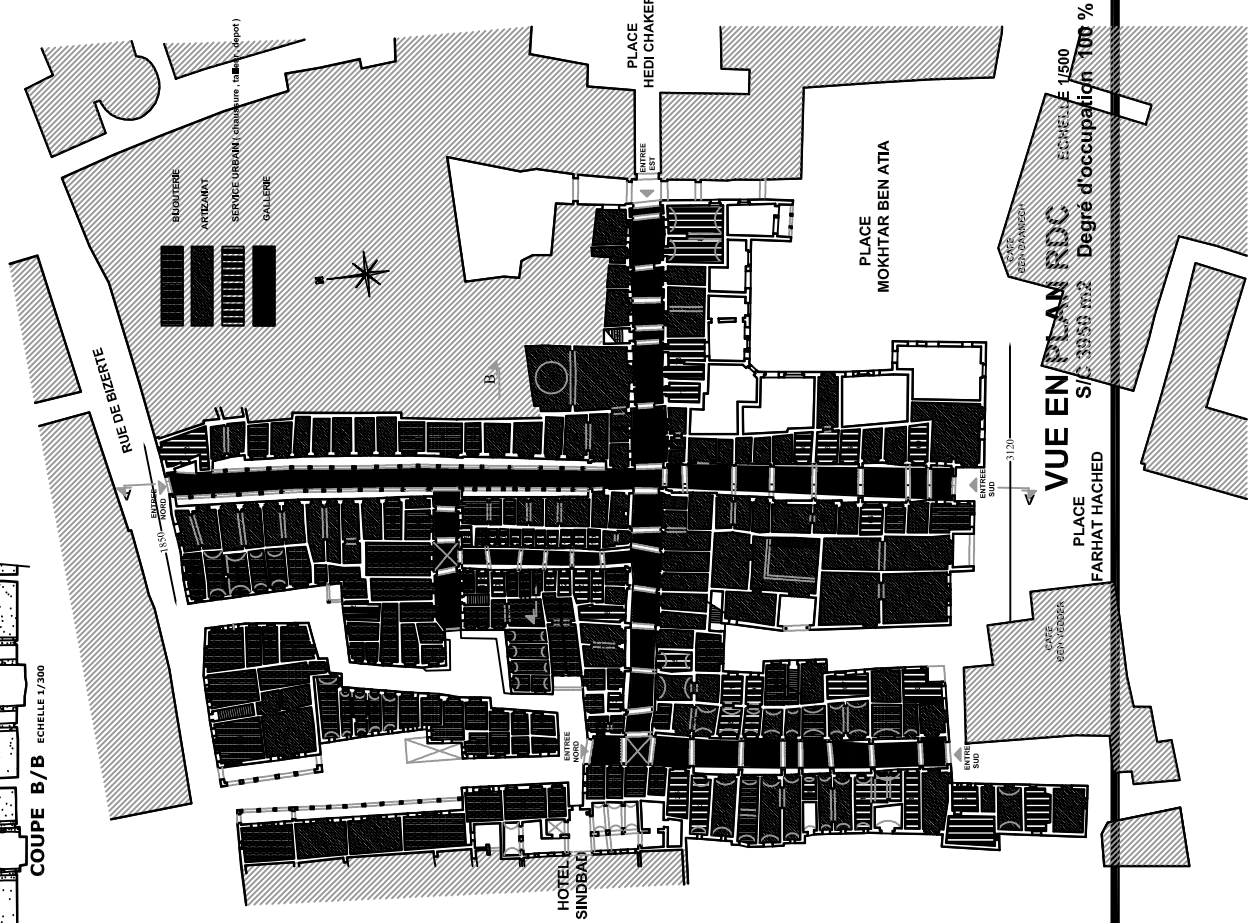 PLACE
HEDI CHAKER
BIJOUTERIE
ARTIZANAT
SERVICE URBAIN ( chaussure , tailleur , depot )
GALLERIE
ENTREE
EST
PLACE
MOKHTAR BEN ATIA
CAFE
RUE DE BIZERTE
B
ENTREE
NORD
A
1850
ENTREE
SUD
A
3120
VUE EN PLAN RDC
ECHELLE 1/500
S/C 3950 m2 Degré d'occupation 100 %
PLACE
FARHAT HACHED
CAFE
BEN YEDDER
ENTREE
NORD
ENTREE
SUD
HOTEL
SINDBAD
COUPE B/B ECHELLE 1/300